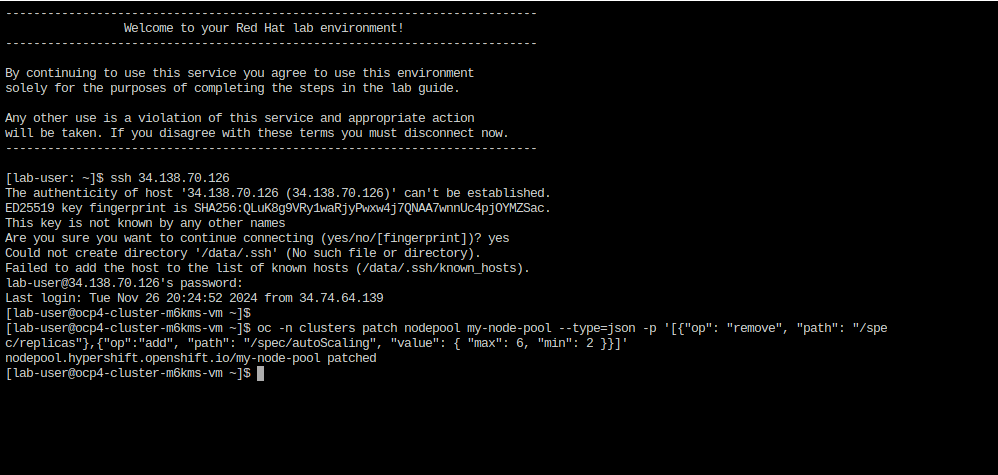 ---------------------------------------------------------------------------
Welcome to your Red Hat lab environment!
---------------------------------------------------------------------------
By continuing to use this service you agree to use this environment
solely for the purposes of completing the steps in the lab guide.
Any other use is a violation of this service and appropriate action
will be taken. If you disagree with these terms you must disconnect now.
---------------------------------------------------------------------------
[lab-user: ~]$ ssh 34.138.70.126
The authenticity of host '34.138.70.126 (34.138.70.126)' can't be established.
ED25519 key fingerprint is SHA256:QLuK8g9VRy1waRjyPwxw4j7QNAA7wnnUc4pjOYMZSac.
This key is not known by any other names
Are you sure you want to continue connecting (yes/no/[fingerprint])? yes
Could not create directory '/data/.ssh' (No such file or directory).
Failed to add the host to the list of known hosts (/data/.ssh/known_hosts).
lab-user@34.138.70.126's password:
Last login: Tue Nov 26 20:24:52 2024 from 34.74.64.139
[lab-user@ocp4-cluster-m6kms-vm ~]$
[lab-user@ocp4-cluster-m6kms-vm ~]$ oc -n clusters patch nodepool my-node-pool --type=json -p '[{"op": "remove", "path": "/spe
c/replicas"},{"op":"add", "path": "/spec/autoScaling", "value": { "max": 6, "min": 2 }}]'
nodepool.hypershift.openshift.io/my-node-pool patched
[lab-user@ocp4-cluster-m6kms-vm ~]$